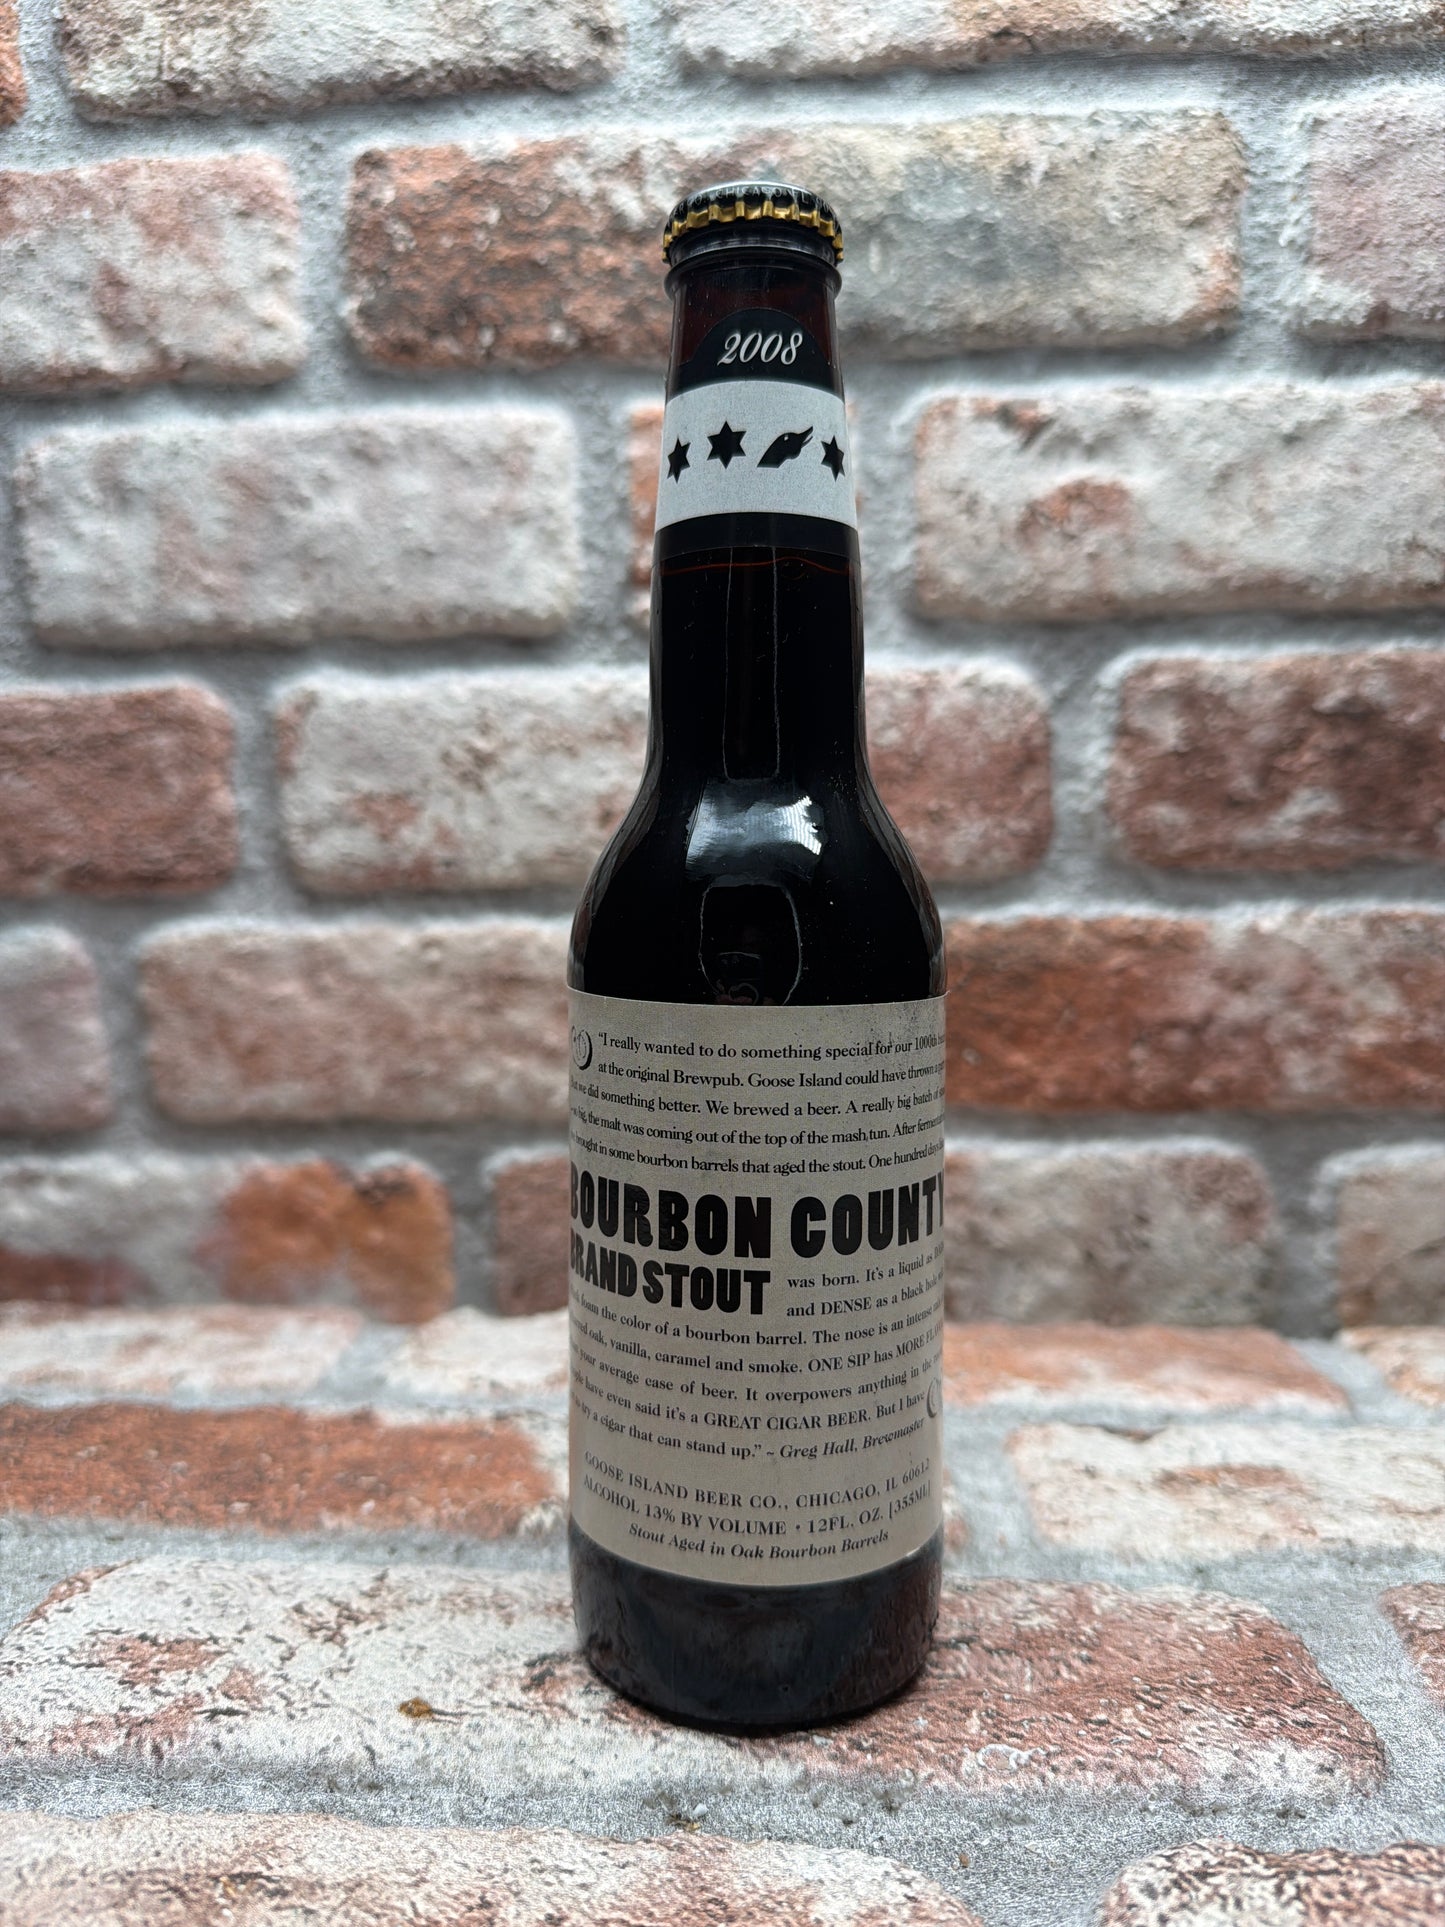 CHICAGO
2008
"I really wanted to do something special for our 1000th
at the original Brewpub. Goose Island could have thrown a
we did something better. We brewed a beer. A really big batch of
big, the malt was coming out of the top of the mash tun. After
brought in some bourbon barrels that aged the stout. One hundred days
BOURBON COUNTY
BRAND STOUT
was born. It's a liquid as
and DENSE as a black hole
foam the color of a bourbon barrel. The nose is an intense
oak, vanilla, caramel and smoke. ONE SIP has MORE
your average case of beer. It overpowers anything in the
have even said it's a GREAT CIGAR BEER. But I have
try a cigar that can stand up." ~ Greg Hall, Brewmaster
GOOSE ISLAND BEER CO., CHICAGO, IL 60612
ALCOHOL 13% BY VOLUME • 12FL. OZ. [355ML]
Stout Aged in Oak Bourbon Barrels